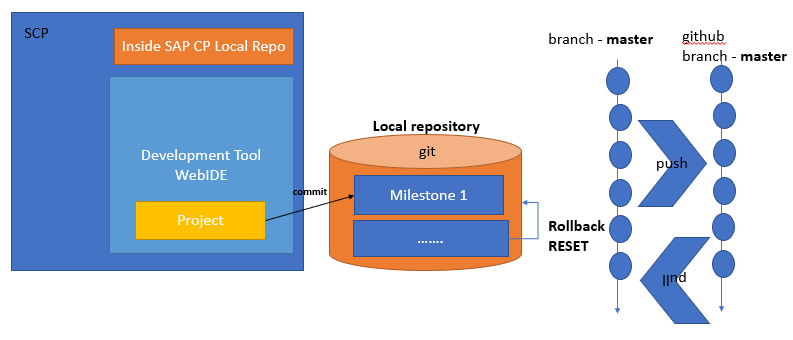 SCP
Inside SAP CP Local Repo
Development Tool
WebIDE
Project
commit
Local repository
git
Milestone 1
.......
Rollback
RESET
branch - master
github
branch - master
push
pull